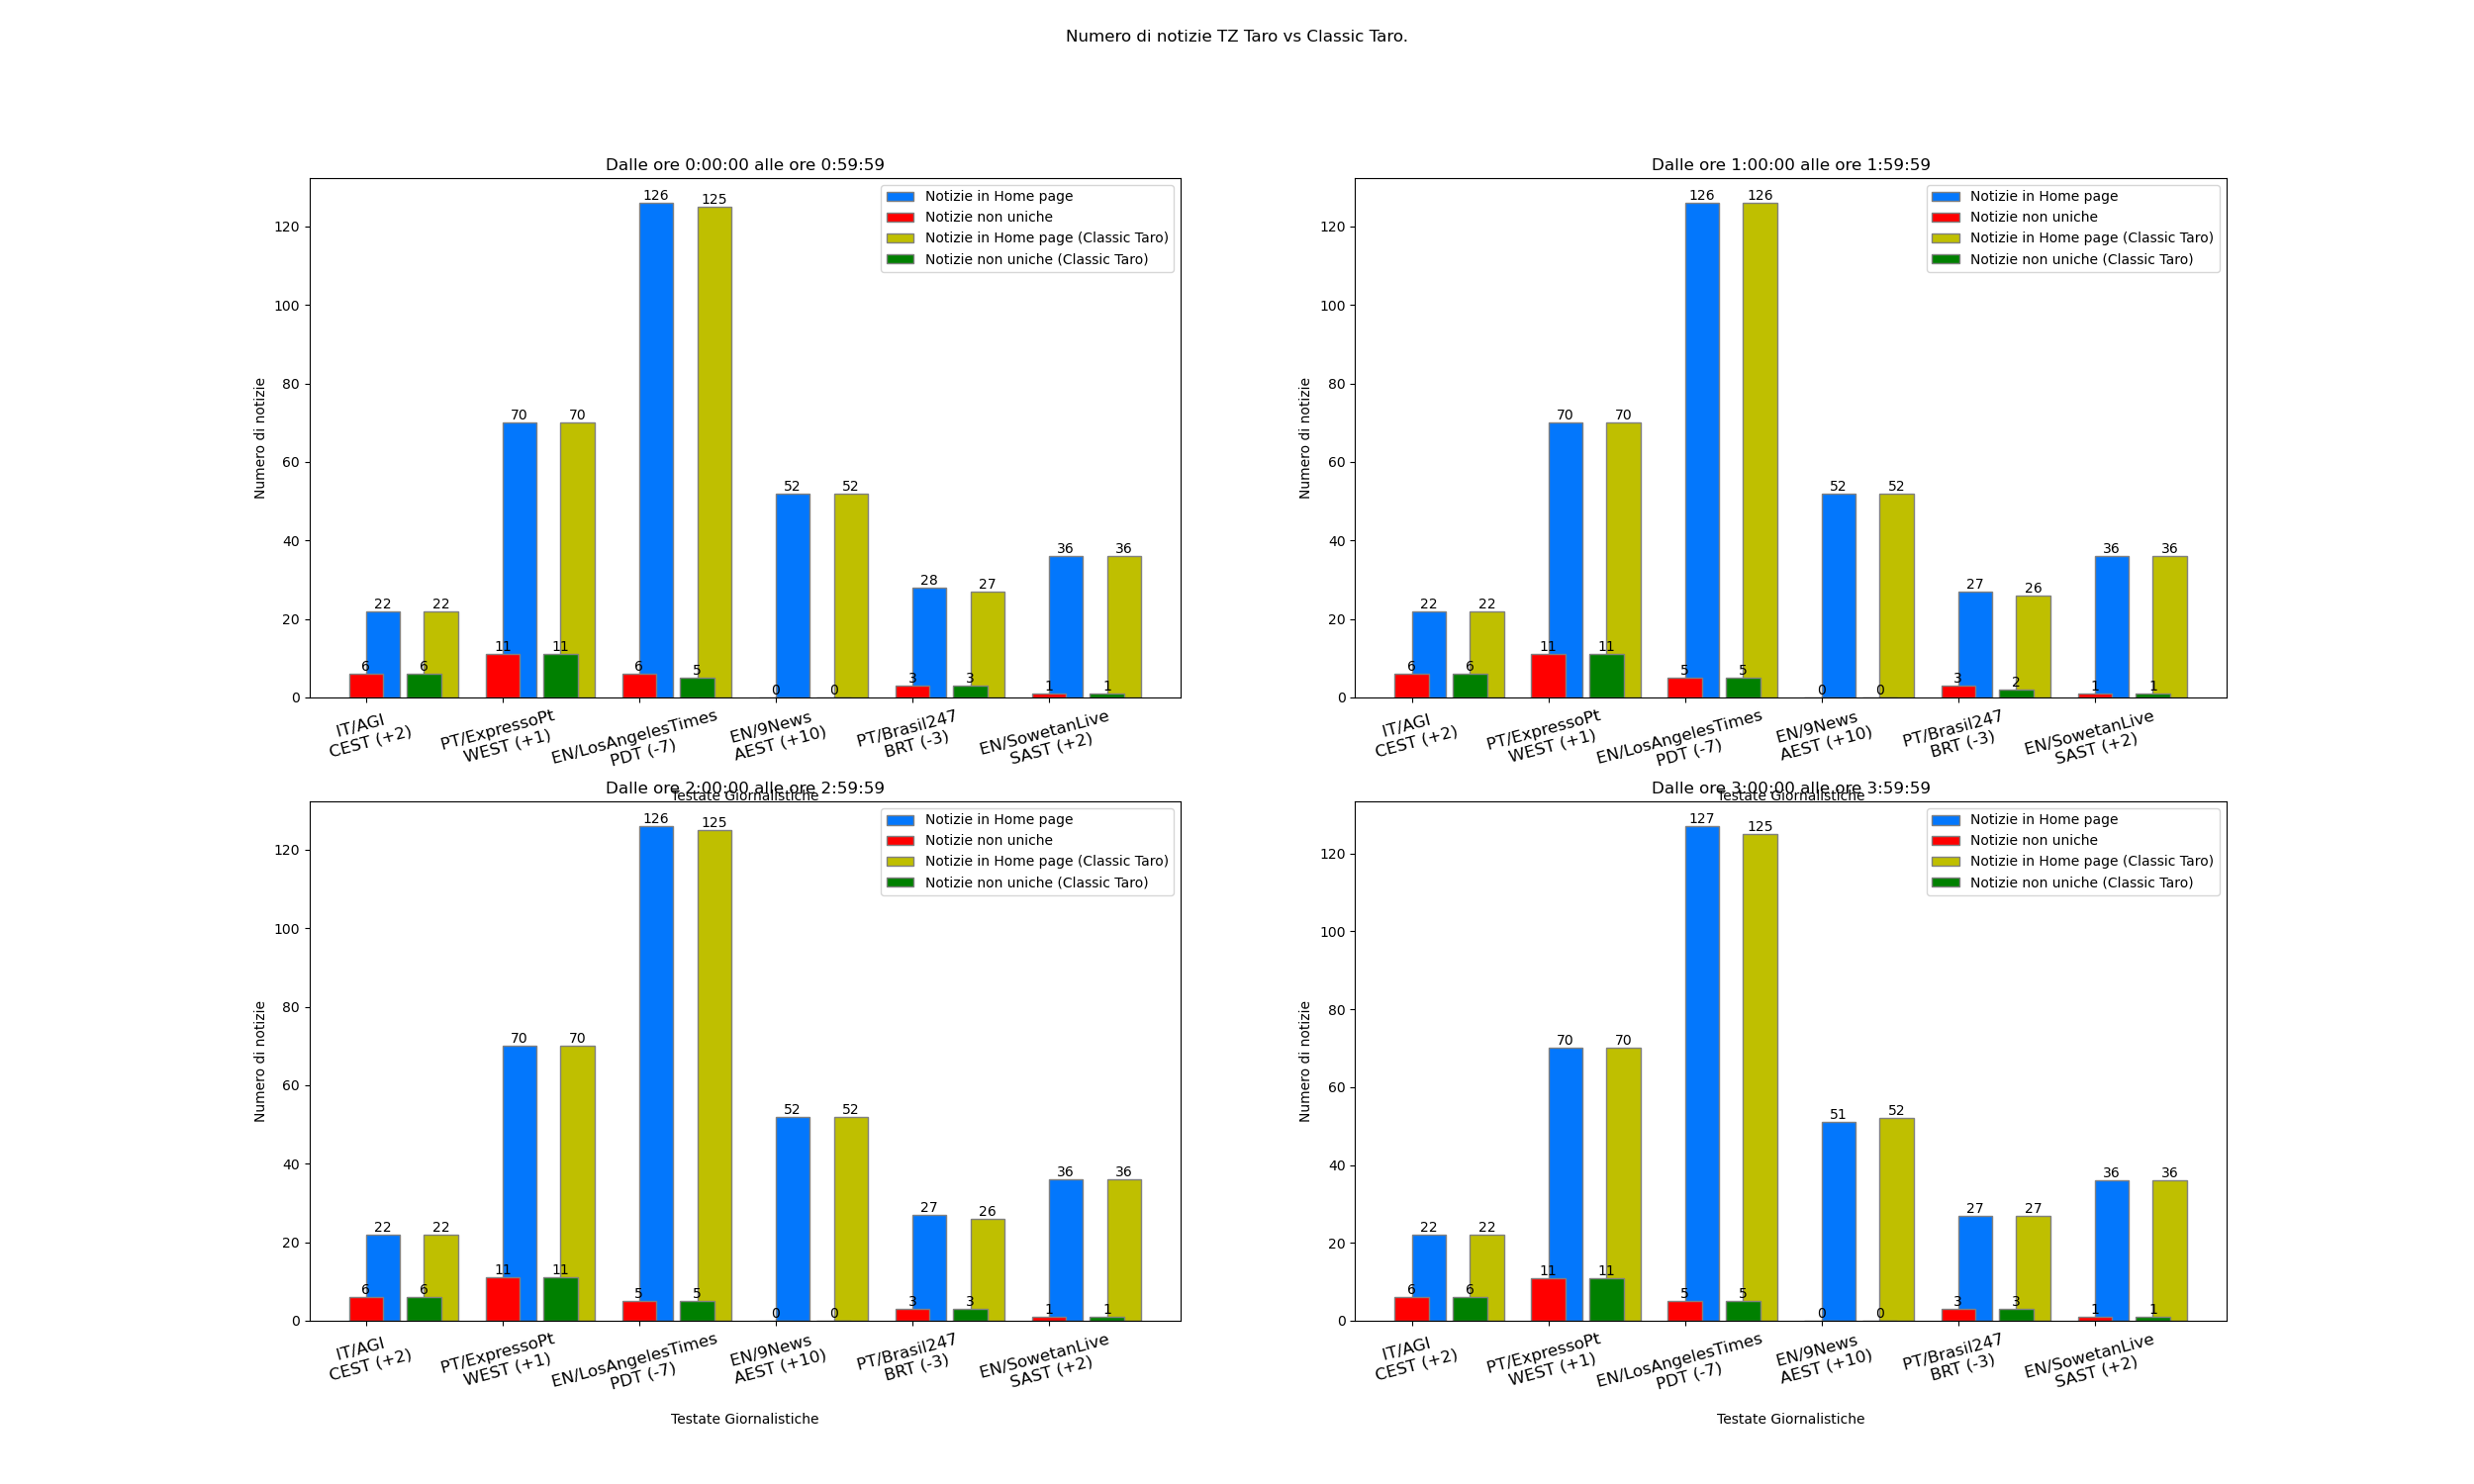 Numero di notizie TZ Taro vs Classic Taro.
Dalle ore 0:00:00 alle ore 0:59:59
Notizie in Home page
Notizie non uniche
Notizie in Home page (Classic Taro)
Notizie non uniche (Classic Taro)
Numero di notizie
120
100
80
60
40
20
0
6 22 6 22
11 70 11 70
6 126 5 125
0 52 0 52
3 28 3 27
1 36 1 36
IT/AGI
CEST (+2)
PT/ExpressoPt
WEST (+1)
EN/LosAngelesTimes
PDT (-7)
EN/9News
AEST (+10)
PT/Brasil247
BRT (-3)
EN/SowetanLive
SAST (+2)
Testate Giornalistiche
Dalle ore 1:00:00 alle ore 1:59:59
Notizie in Home page
Notizie non uniche
Notizie in Home page (Classic Taro)
Notizie non uniche (Classic Taro)
Numero di notizie
120
100
80
60
40
20
0
6 22 6 22
11 70 11 70
5 126 5 126
0 52 0 52
3 27 2 26
1 36 1 36
IT/AGI
CEST (+2)
PT/ExpressoPt
WEST (+1)
EN/LosAngelesTimes
PDT (-7)
EN/9News
AEST (+10)
PT/Brasil247
BRT (-3)
EN/SowetanLive
SAST (+2)
Testate Giornalistiche
Dalle ore 2:00:00 alle ore 2:59:59
Notizie in Home page
Notizie non uniche
Notizie in Home page (Classic Taro)
Notizie non uniche (Classic Taro)
Numero di notizie
120
100
80
60
40
20
0
6 22 6 22
11 70 11 70
5 126 5 125
0 52 0 52
3 27 3 26
1 36 1 36
IT/AGI
CEST (+2)
PT/ExpressoPt
WEST (+1)
EN/LosAngelesTimes
PDT (-7)
EN/9News
AEST (+10)
PT/Brasil247
BRT (-3)
EN/SowetanLive
SAST (+2)
Testate Giornalistiche
Dalle ore 3:00:00 alle ore 3:59:59
Notizie in Home page
Notizie non uniche
Notizie in Home page (Classic Taro)
Notizie non uniche (Classic Taro)
Numero di notizie
120
100
80
60
40
20
0
6 22 6 22
11 70 11 70
5 127 5 125
0 51 0 52
3 27 3 27
1 36 1 36
IT/AGI
CEST (+2)
PT/ExpressoPt
WEST (+1)
EN/LosAngelesTimes
PDT (-7)
EN/9News
AEST (+10)
PT/Brasil247
BRT (-3)
EN/SowetanLive
SAST (+2)
Testate Giornalistiche